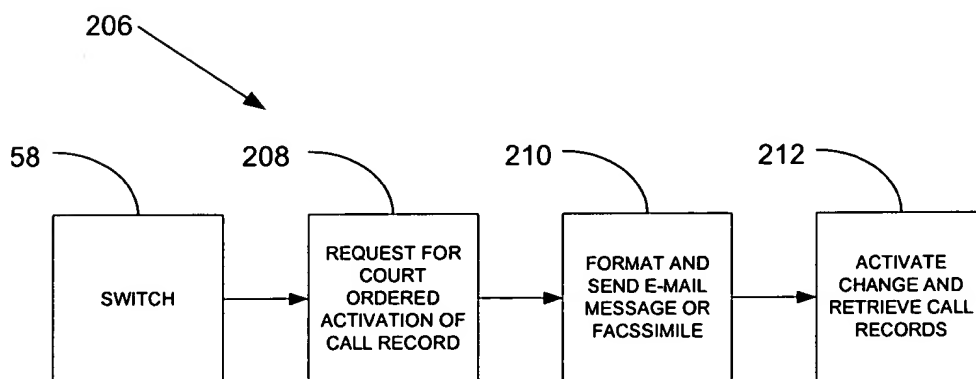 206
58
208
210
212
SWITCH
REQUEST FOR
COURT
ORDERED
ACTIVATION OF
CALL RECORD
FORMAT AND
SEND E-MAIL
MESSAGE OR
FACSSIMILE
ACTIVATE
CHANGE AND
RETRIEVE CALL
RECORDS